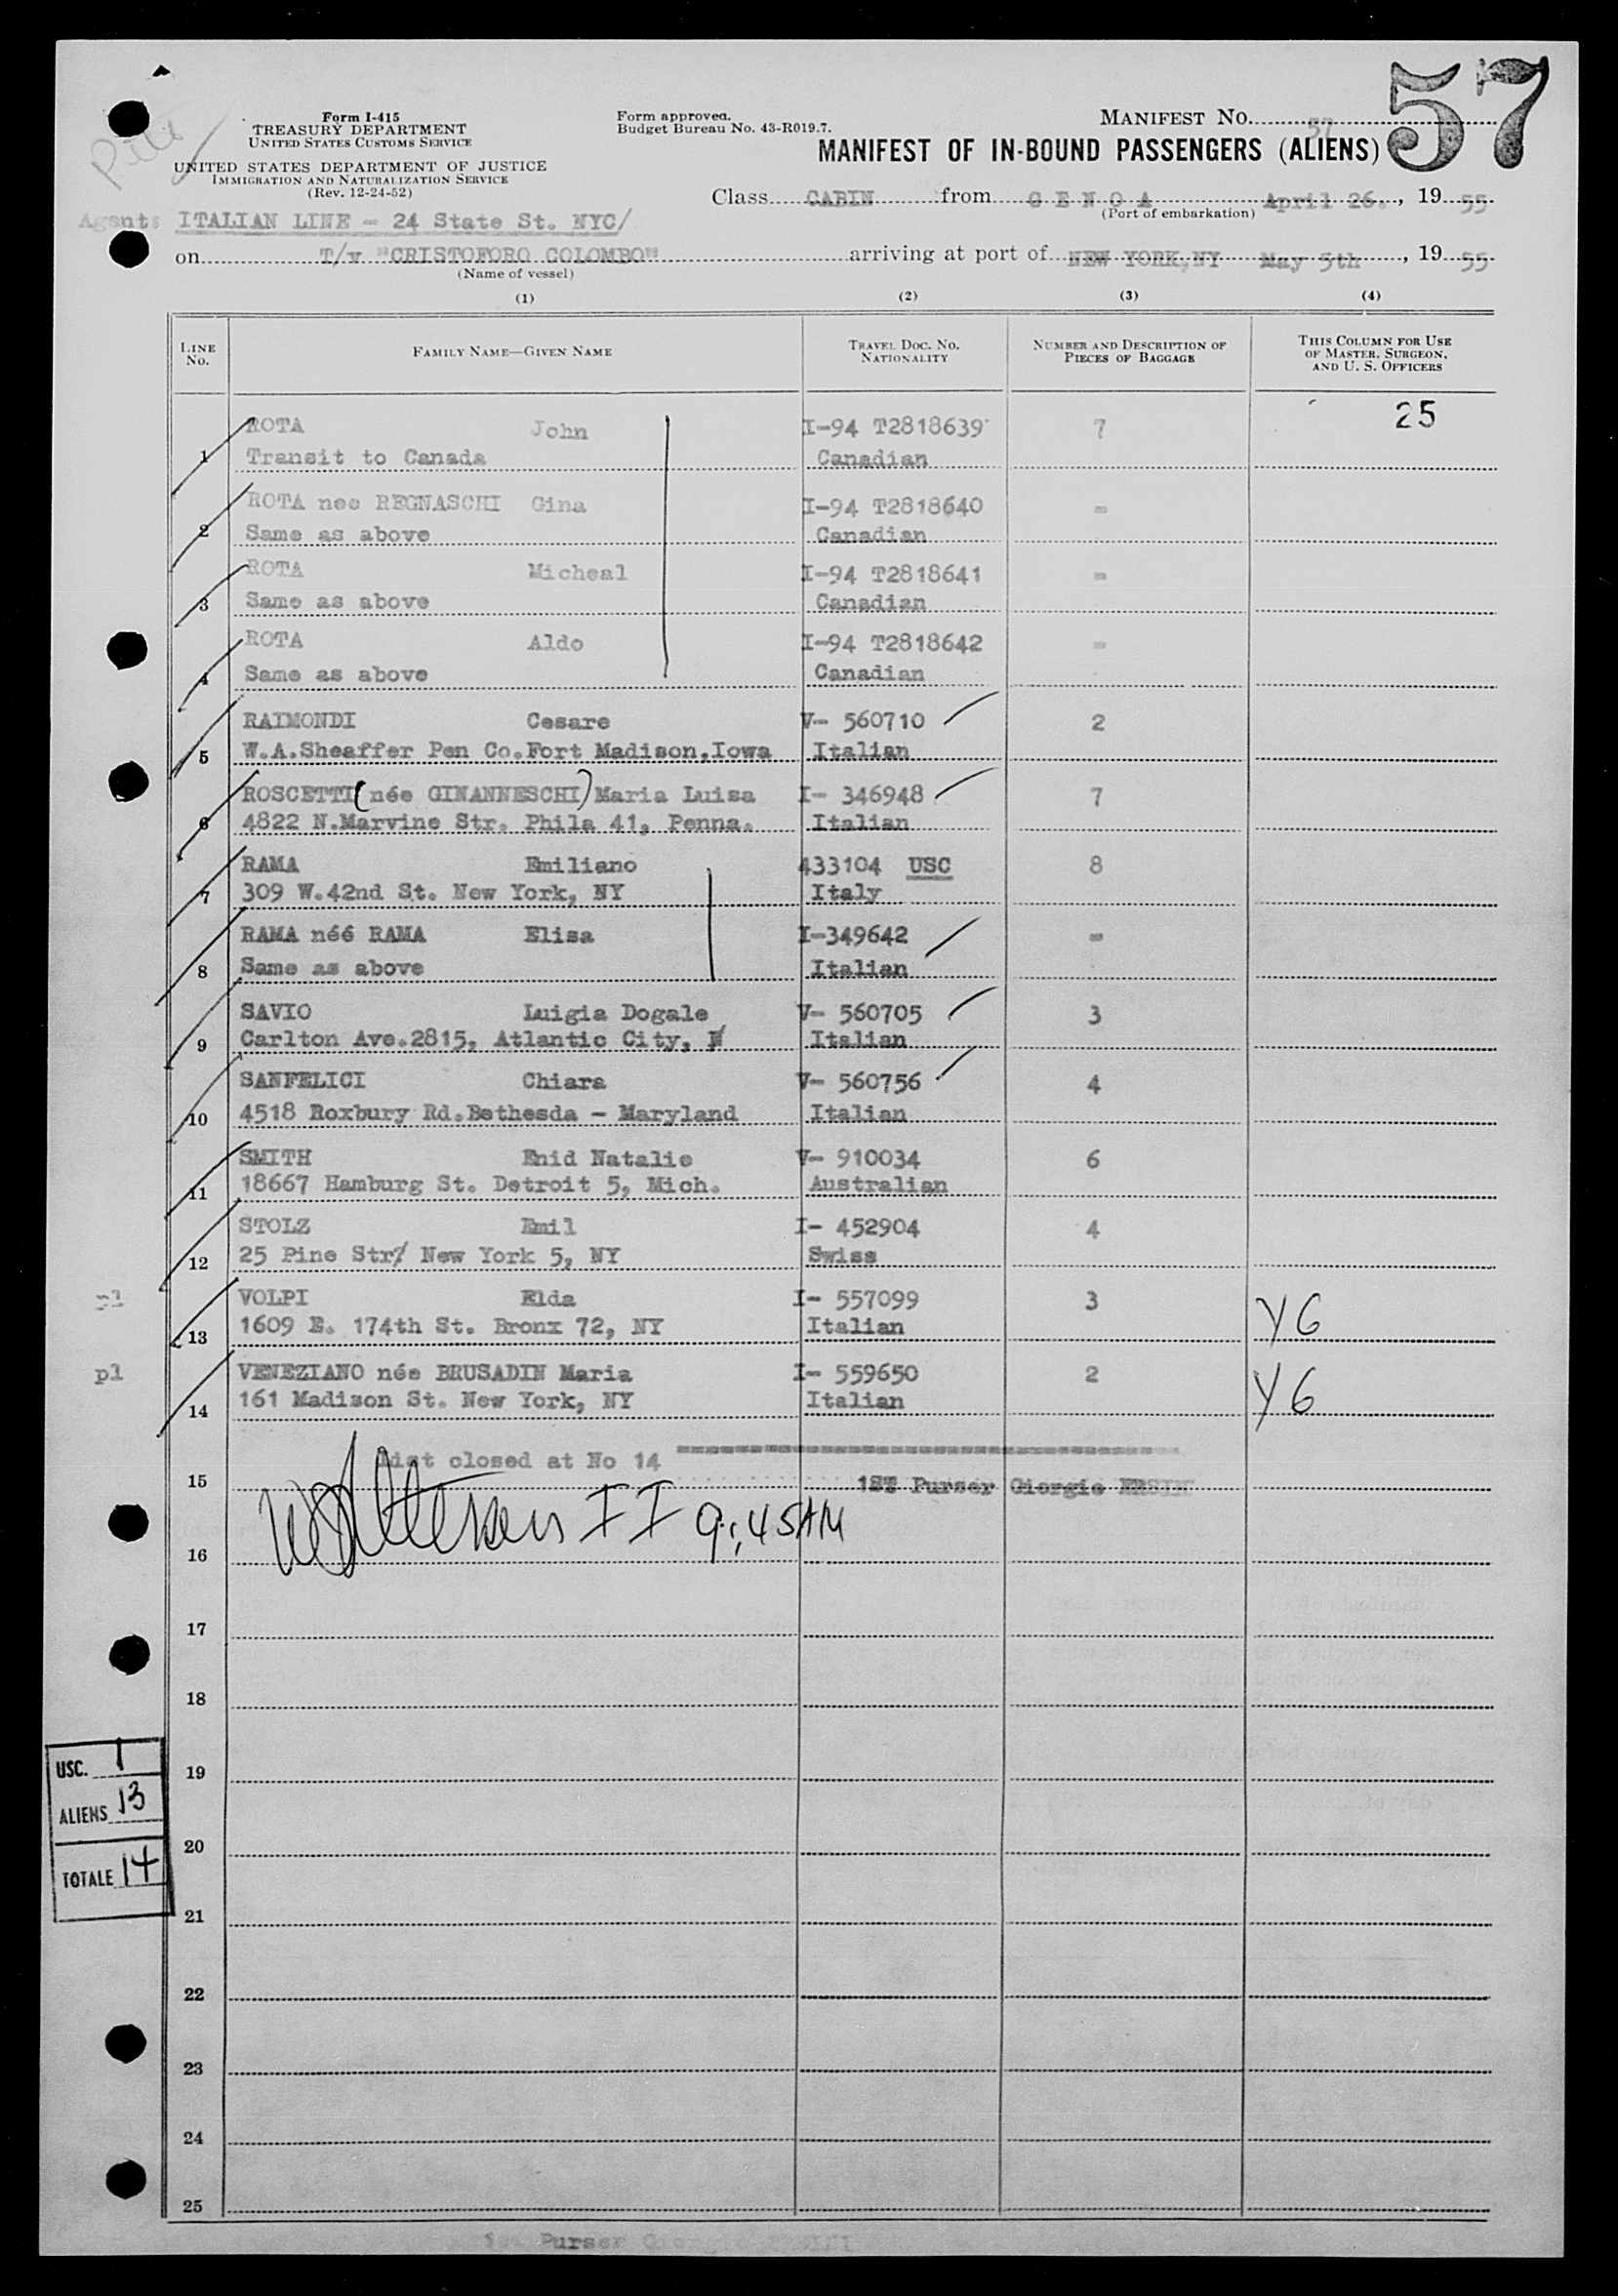 57
Form I-415
TREASURY DEPARTMENT
UNITED STATES CUSTOMS SERVICE
UNITED STATES DEPARTMENT OF JUSTICE
IMMIGRATION AND NATURALIZATION SERVICE
(Rev. 12-24-52)
Form approved.
Budget Bureau No. 43-R019.7.
MANIFEST NO. 57
MANIFEST OF IN-BOUND PASSENGERS (ALIENS)
Class CABIN from G E N O A April 26., 19 55
(Port of embarkation)
Agent: ITALIAN LINE - 24 State St. NYC/
on T/v "CRISTOFORO COLOMBO" arriving at port of NEW YORK,NY May 5th, 19 55
(Name of vessel)
(1) (2) (3) (4)
LINE NO. FAMILY NAME—GIVEN NAME TRAVEL DOC. NO. NATIONALITY NUMBER AND DESCRIPTION OF PIECES OF BAGGAGE THIS COLUMN FOR USE OF MASTER, SURGEON, AND U. S. OFFICERS
25
ROTA John I-94 T2818639 7
1 Transit to Canada Canadian
ROTA nee REGNASCHI Gina I-94 T2818640 -
2 Same as above Canadian
ROTA Micheal I-94 T2818641 -
3 Same as above Canadian
ROTA Aldo I-94 T2818642 -
4 Same as above Canadian
RAIMONDI Cesare V- 560710 2
5 W.A.Sheaffer Pen Co.Fort Madison,Iowa Italian
ROSCETTI (née GINANNESCHI) Maria Luisa I- 346948 7
6 4822 N.Marvine Str. Phila 41, Penna. Italian
RAMA Emiliano 433104 USC 8
7 309 W.42nd St. New York, NY Italy
RAMA néé RAMA Elisa I-349642 -
8 Same as above Italian
SAVIO Luigia Dogale V- 560705 3
9 Carlton Ave.2815, Atlantic City, Italian
SANFELICI Chiara V- 560756 4
10 4518 Roxbury Rd.Bethesda - Maryland Italian
SMITH Enid Natalie V- 910034 6
11 18667 Hamburg St. Detroit 5, Mich. Australian
STOLZ Emil I- 452904 4
12 25 Pine Str/ New York 5, NY Swiss
pl VOLPI Elda I- 557099 3 Y6
13 1609 E. 174th St. Bronx 72, NY Italian
pl VENEZIANO née BRUSADIN Maria I- 559650 2 Y6
14 161 Madison St. New York, NY Italian
List closed at No 14
15 1ST Purser Giorgio
II 9:45AM
16
17
18
USC. 1
19
ALIENS 13
20
TOTALE 14
21
22
23
24
25
Purser